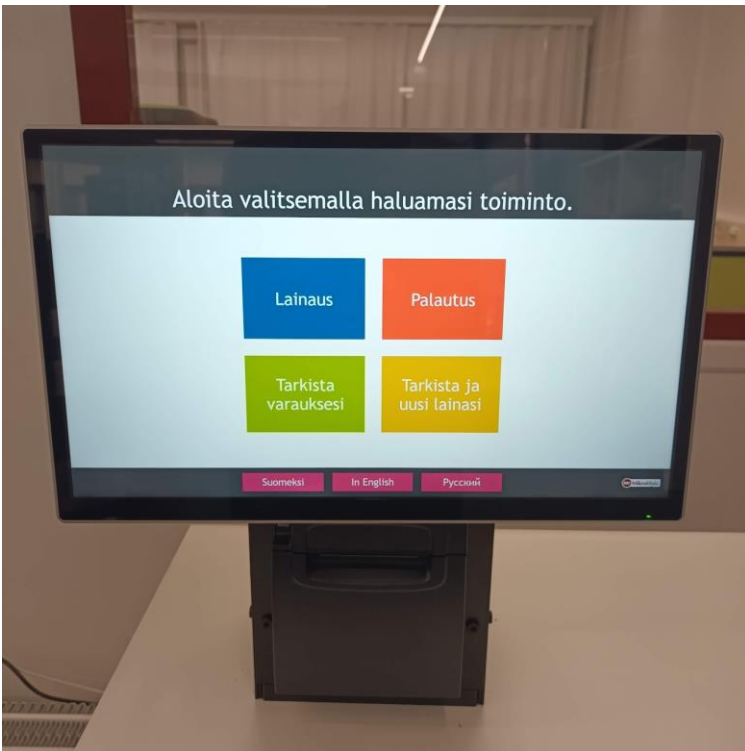 Aloita valitsemalla haluamasi toiminto.
Lainaus
Palautus
Tarkista
varauksesi
Tarkista ja
uusi lainasi
Suomeksi
In English
Русский